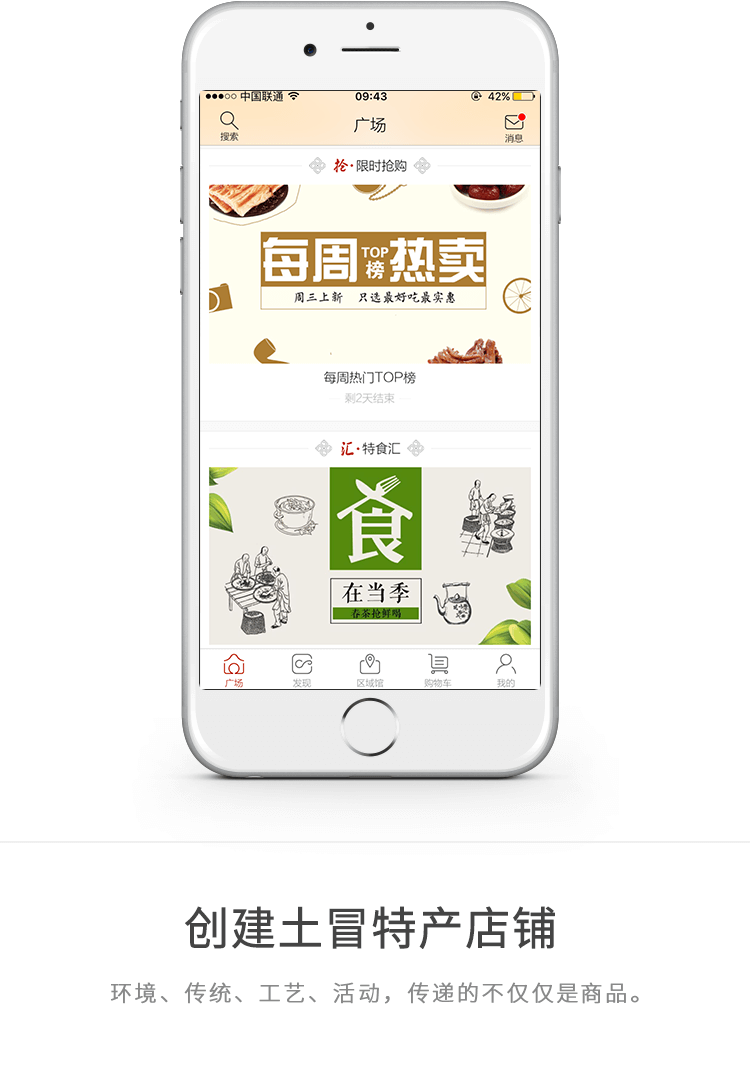 中国联通 09:43 42%
搜索 广场 消息
抢·限时抢购
每周TOP榜热卖
周三上新 只选最好吃最实惠
每周热门TOP榜
剩2天结束
汇·特食汇
食
在当季
春茶抢鲜喝
广场 发现 区域馆 购物车 我的
创建土冒特产店铺
环境、传统、工艺、活动，传递的不仅仅是商品。